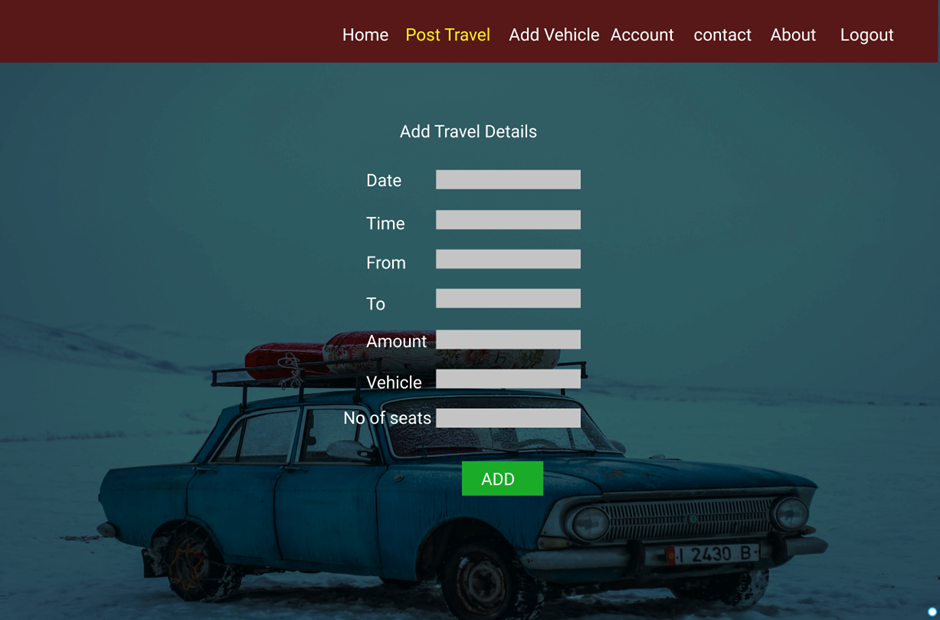 Home Post Travel Add Vehicle Account contact About Logout
Add Travel Details
Date
Time
From
To
Amount
Vehicle
No of seats
ADD
I 2430 B